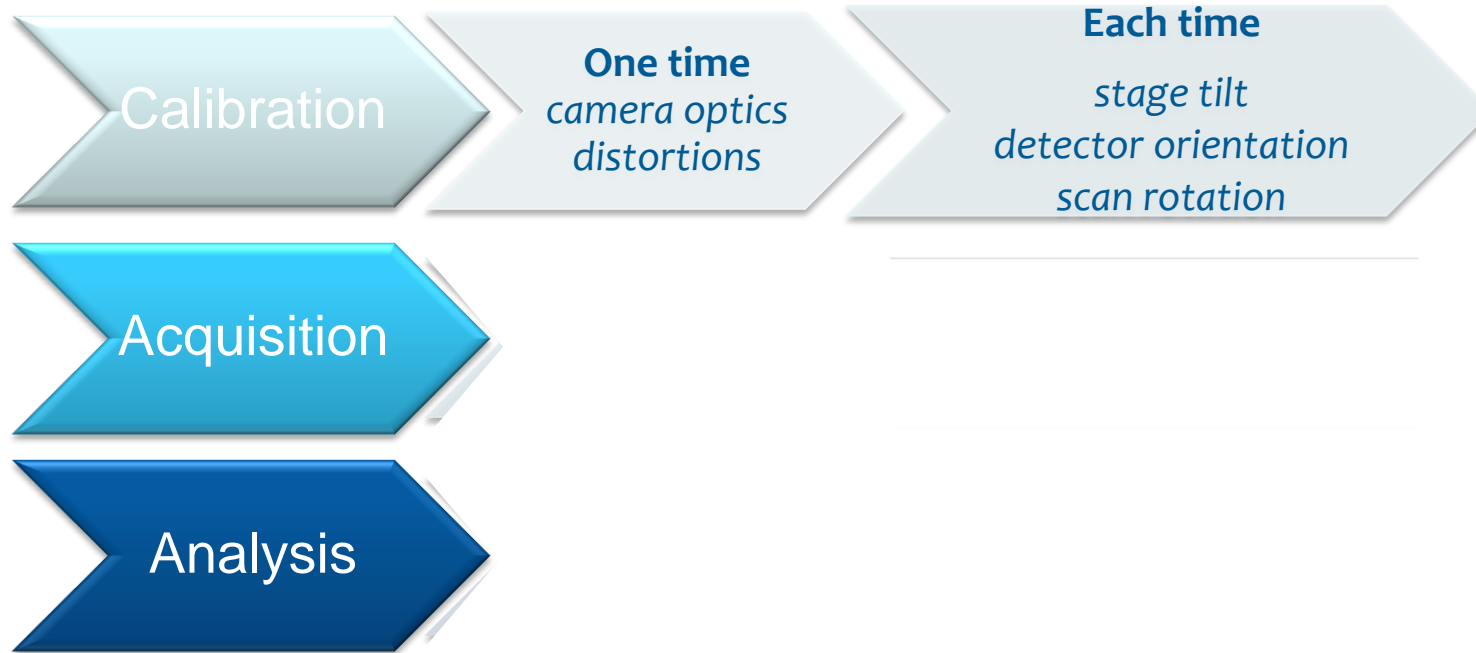 Calibration
One time
camera optics
distortions
Each time
stage tilt
detector orientation
scan rotation
Acquisition
Analysis